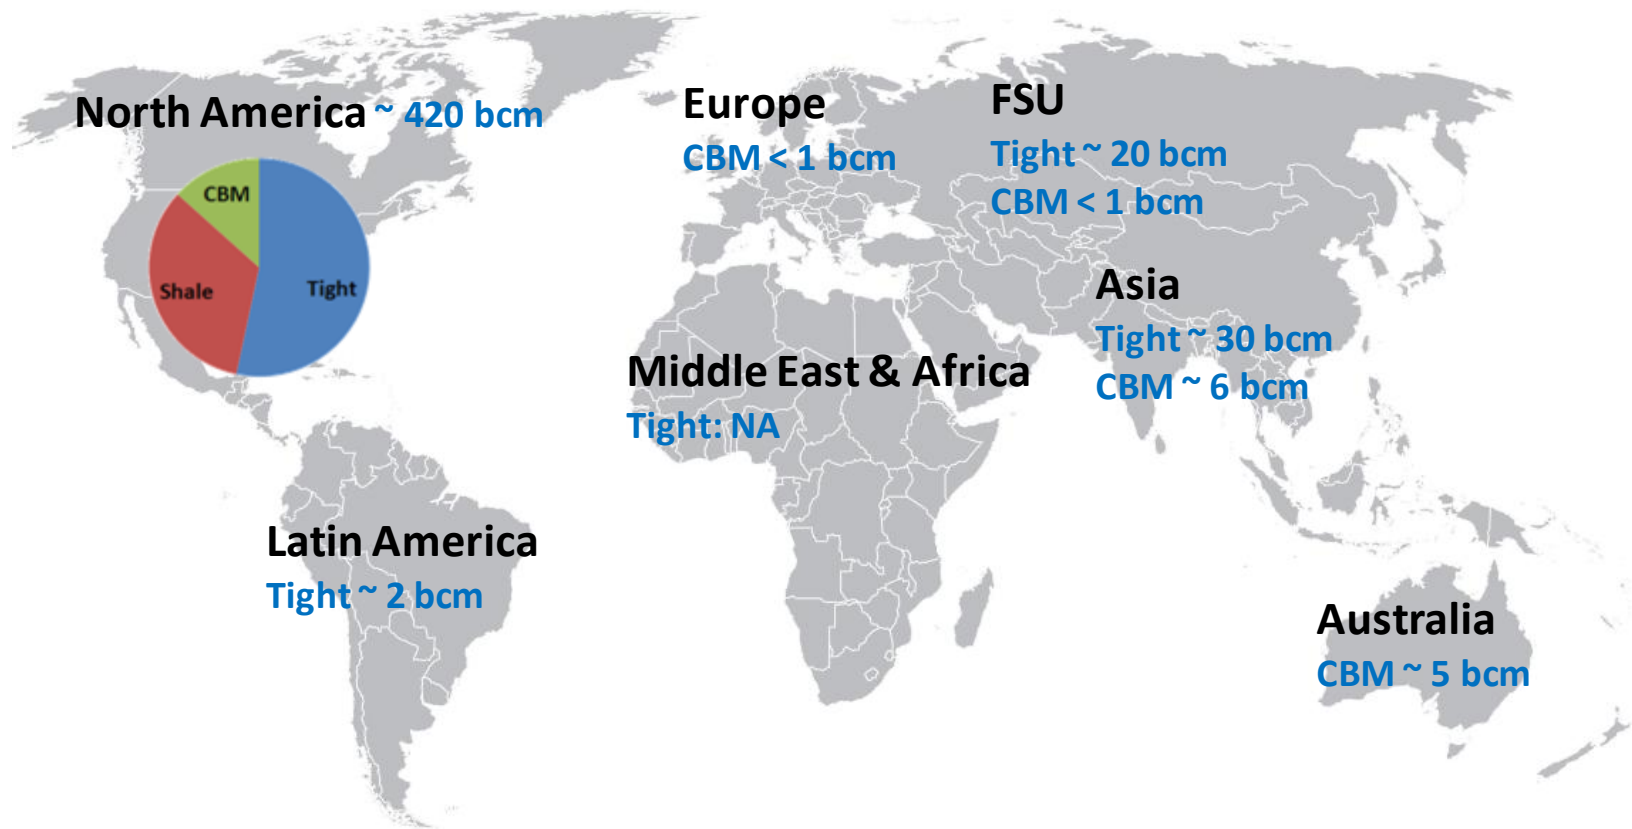 North America ~ 420 bcm
CBM
Shale
Tight
Europe
CBM < 1 bcm
FSU
Tight ~ 20 bcm
CBM < 1 bcm
Asia
Tight ~ 30 bcm
CBM ~ 6 bcm
Middle East & Africa
Tight: NA
Latin America
Tight ~ 2 bcm
Australia
CBM ~ 5 bcm